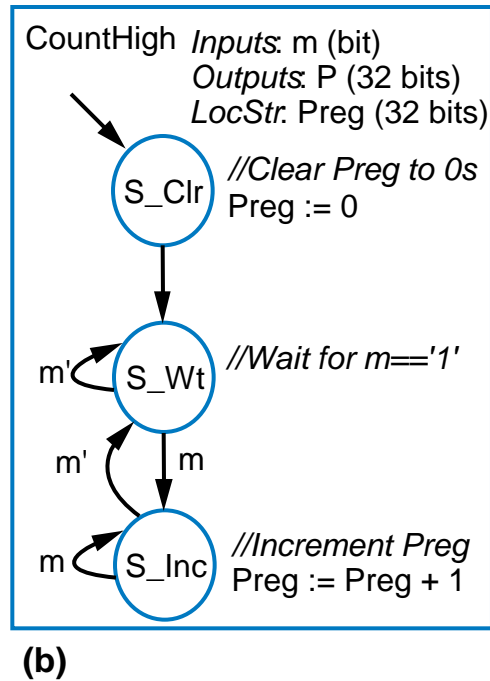 CountHigh
Inputs: m (bit)
Outputs: P (32 bits)
LocStr: Preg (32 bits)
S_Clr
//Clear Preg to 0s
Preg := 0
m'
S_Wt
//Wait for m=='1'
m'
m
m
S_Inc
//Increment Preg
Preg := Preg + 1
(b)